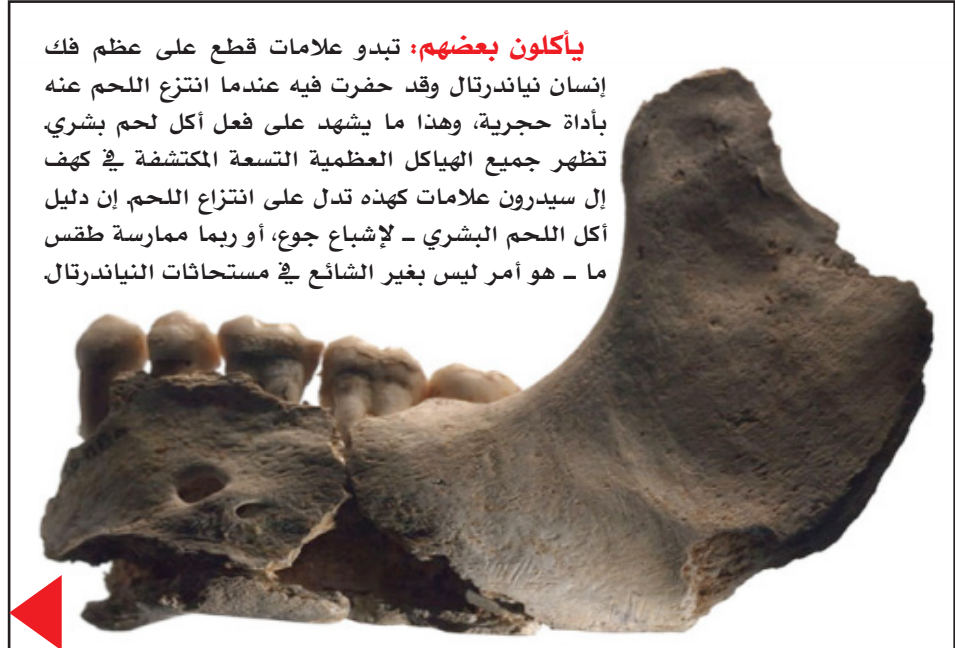 يأكلون بعضهم: تبدو علامات قطع على عظم فك
إنسان نياندرتال وقد حفرت فيه عندما انتزع اللحم عنه
بأداة حجرية، وهذا ما يشهد على فعل أكل لحم بشري.
تظهر جميع الهياكل العظمية التسعة المكتشفة في كهف
إل سيدرون علامات كهذه تدل على انتزاع اللحم. إن دليل
أكل اللحم البشري ـ لإشباع جوع، أو ربما ممارسة طقس
ما ـ هو أمر ليس بغير الشائع في مستحاثات النياندرتال.